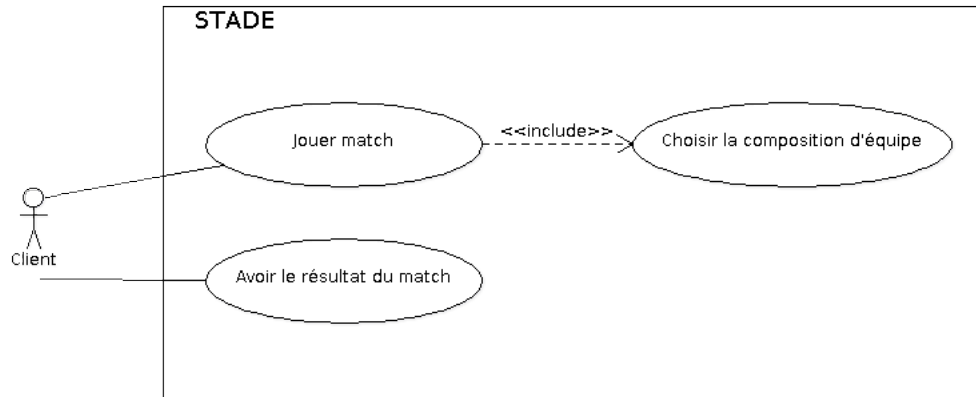 STADE
Jouer match
<<include>>
Choisir la composition d'équipe
Client
Avoir le résultat du match